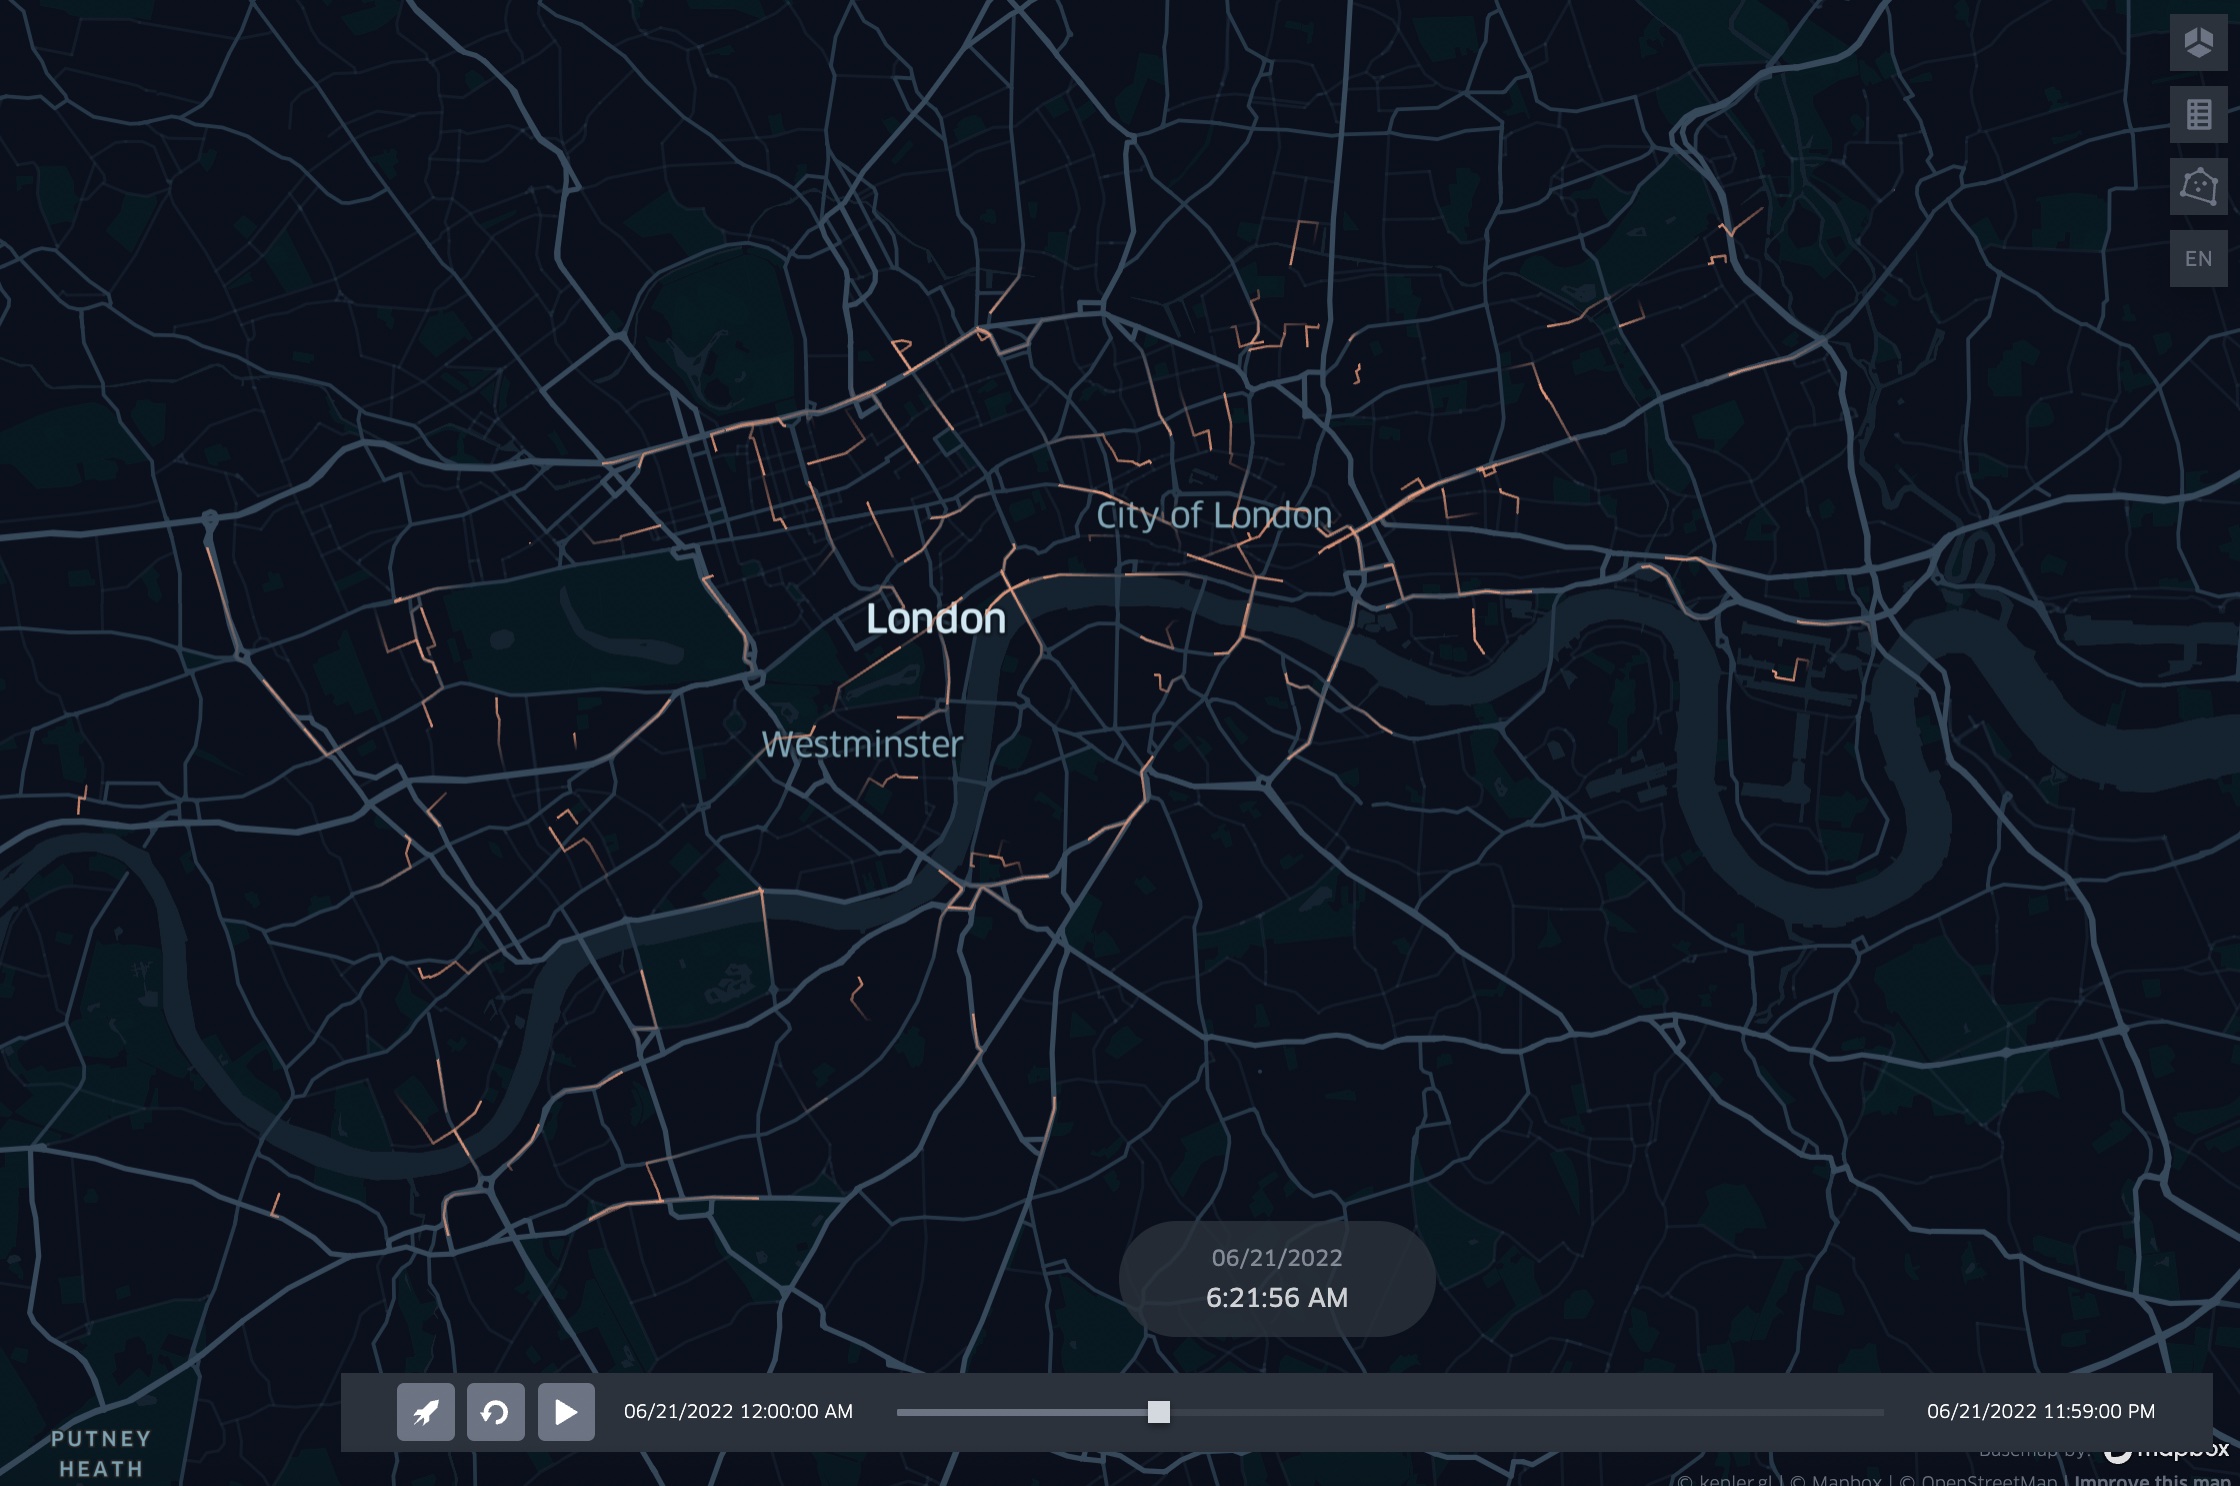 EN
City of London
London
Westminster
06/21/2022
6:21:56 AM
06/21/2022 12:00:00 AM
06/21/2022 11:59:00 PM
PUTNEY
HEATH
Basemap by: mapbox
© kepler.gl | © Mapbox | © OpenStreetMap | Improve this map